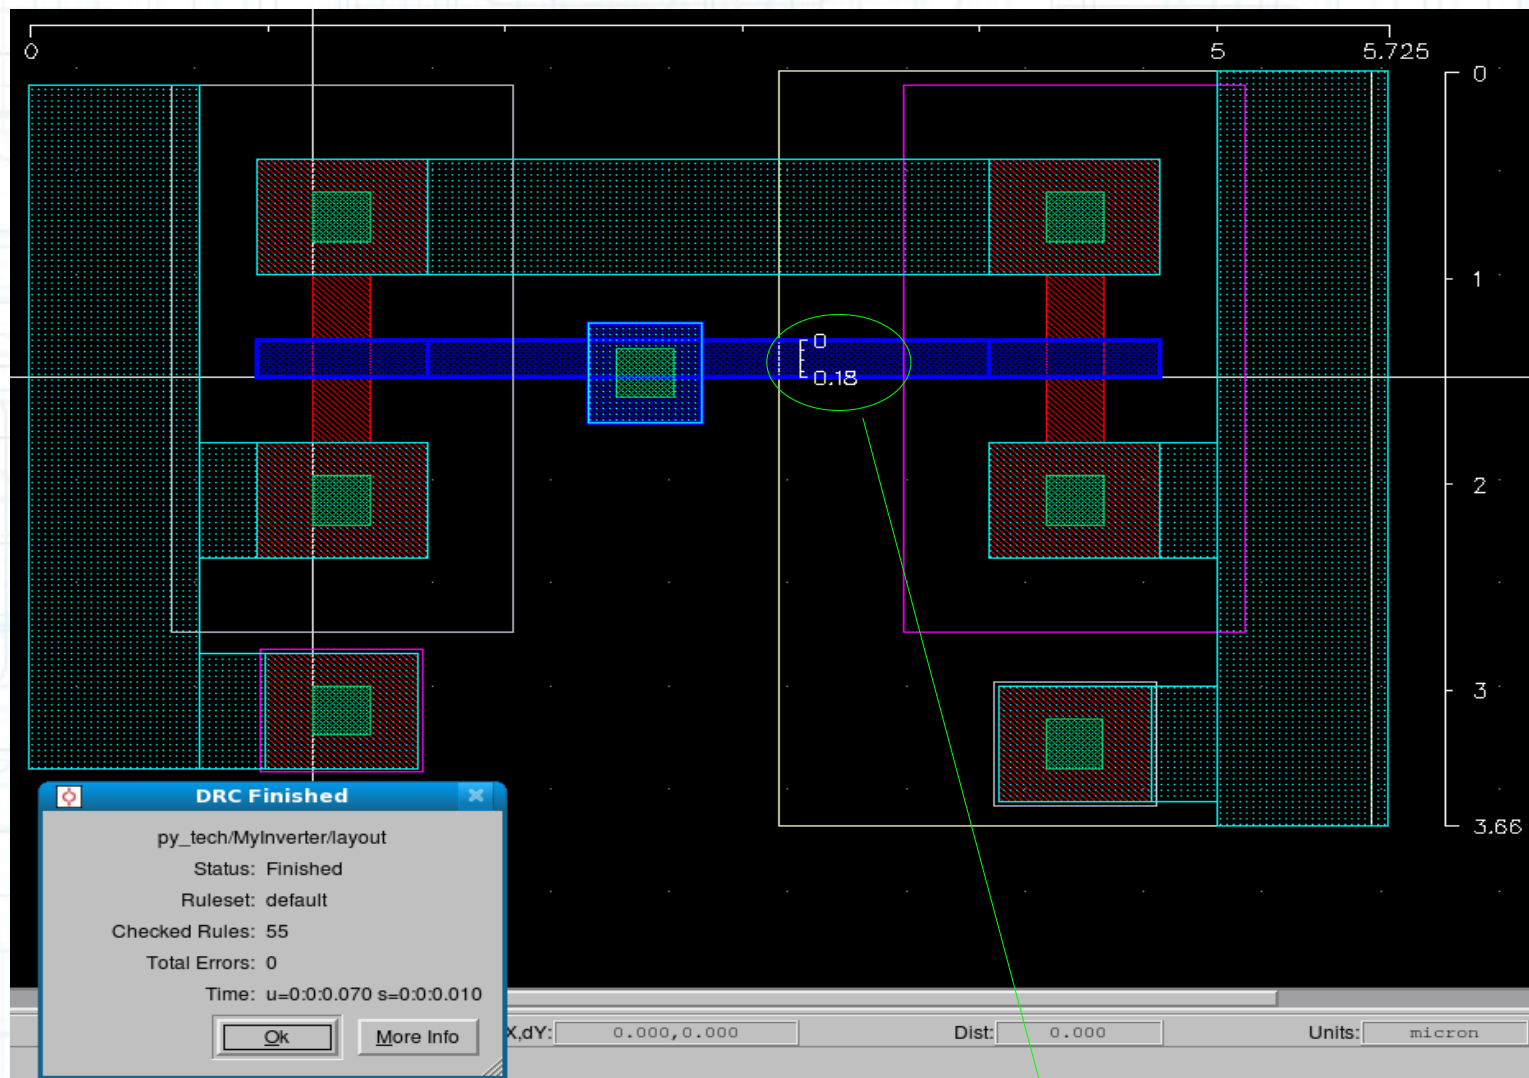 0
5
5.725
0
1
0
0.18
2
3
3.66
DRC Finished
py_tech/MyInverter/layout
Status: Finished
Ruleset: default
Checked Rules: 55
Total Errors: 0
Time: u=0:0:0.070 s=0:0:0.010
Ok
More Info
X,dY: 0.000,0.000
Dist: 0.000
Units: micron